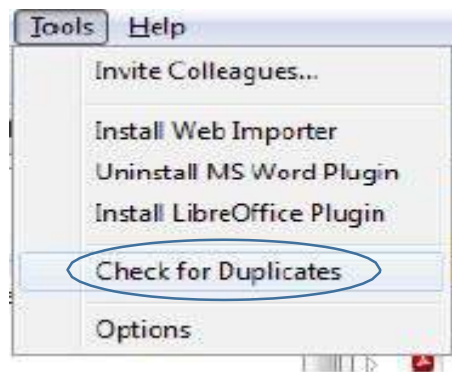 Tools Help
Invite Colleagues...
Install Web Importer
Uninstall MS Word Plugin
Install LibreOffice Plugin
Check for Duplicates
Options